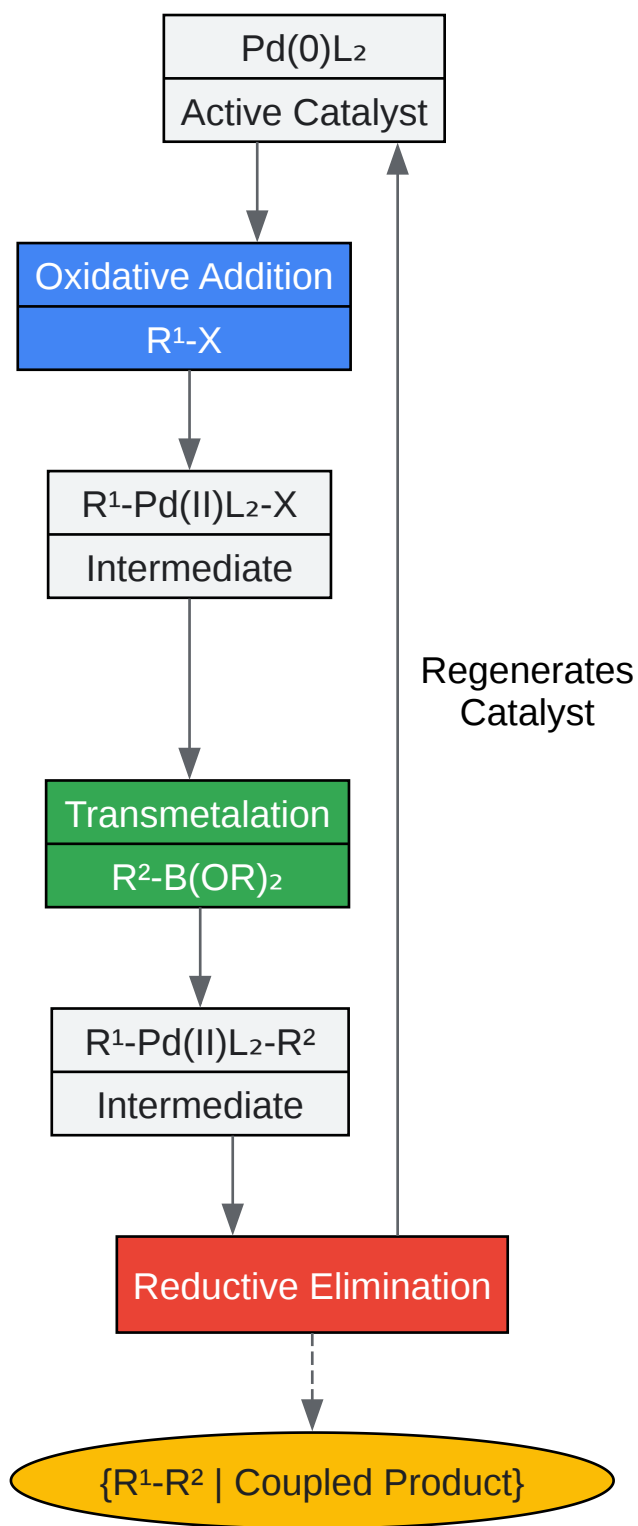 Pd(0)L₂
Active Catalyst
Oxidative Addition
R¹-X
R¹-Pd(II)L₂-X
Intermediate
Regenerates
Catalyst
Transmetalation
R²-B(OR)₂
R¹-Pd(II)L₂-R²
Intermediate
Reductive Elimination
{R¹-R² | Coupled Product}